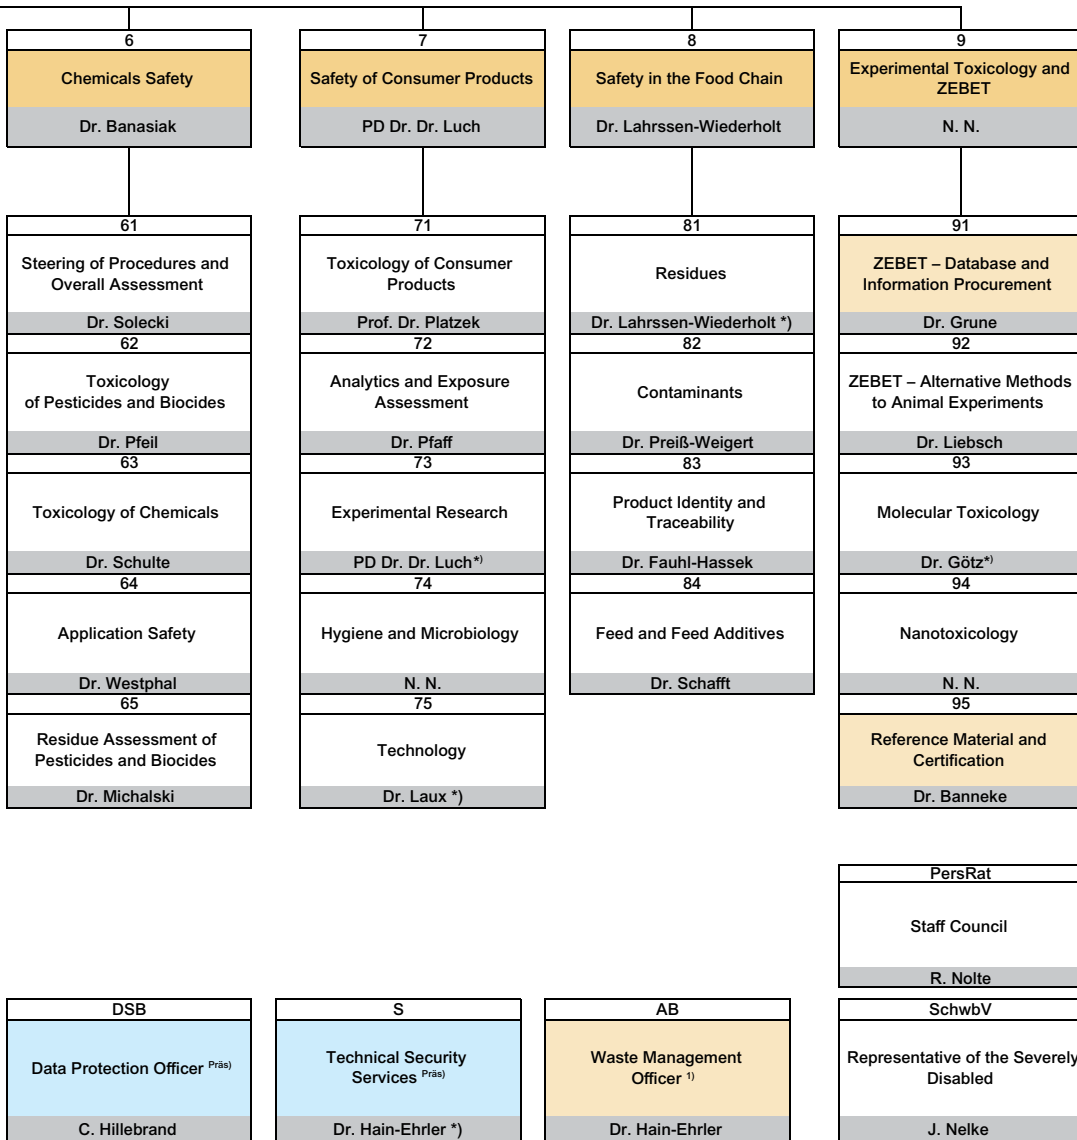 6
Chemicals Safety
Dr. Banasiak
61
Steering of Procedures and
Overall Assessment
Dr. Solecki
62
Toxicology
of Pesticides and Biocides
Dr. Pfeil
63
Toxicology of Chemicals
Dr. Schulte
64
Application Safety
Dr. Westphal
65
Residue Assessment of
Pesticides and Biocides
Dr. Michalski
7
Safety of Consumer Products
PD Dr. Dr. Luch
71
Toxicology of Consumer
Products
Prof. Dr. Platzek
72
Analytics and Exposure
Assessment
Dr. Pfaff
73
Experimental Research
PD Dr. Dr. Luch*)
74
Hygiene and Microbiology
N. N.
75
Technology
Dr. Laux *)
8
Safety in the Food Chain
Dr. Lahrssen-Wiederholt
81
Residues
Dr. Lahrssen-Wiederholt *)
82
Contaminants
Dr. Preiß-Weigert
83
Product Identity and
Traceability
Dr. Fauhl-Hassek
84
Feed and Feed Additives
Dr. Schafft
9
Experimental Toxicology and
ZEBET
N. N.
91
ZEBET – Database and
Information Procurement
Dr. Grune
92
ZEBET – Alternative Methods
to Animal Experiments
Dr. Liebsch
93
Molecular Toxicology
Dr. Götz*)
94
Nanotoxicology
N. N.
95
Reference Material and
Certification
Dr. Banneke
PersRat
Staff Council
R. Nolte
DSB
Data Protection Officer Präs)
C. Hillebrand
S
Technical Security
Services Präs)
Dr. Hain-Ehrler *)
AB
Waste Management
Officer 1)
Dr. Hain-Ehrler
SchwbV
Representative of the Severely
Disabled
J. Nelke